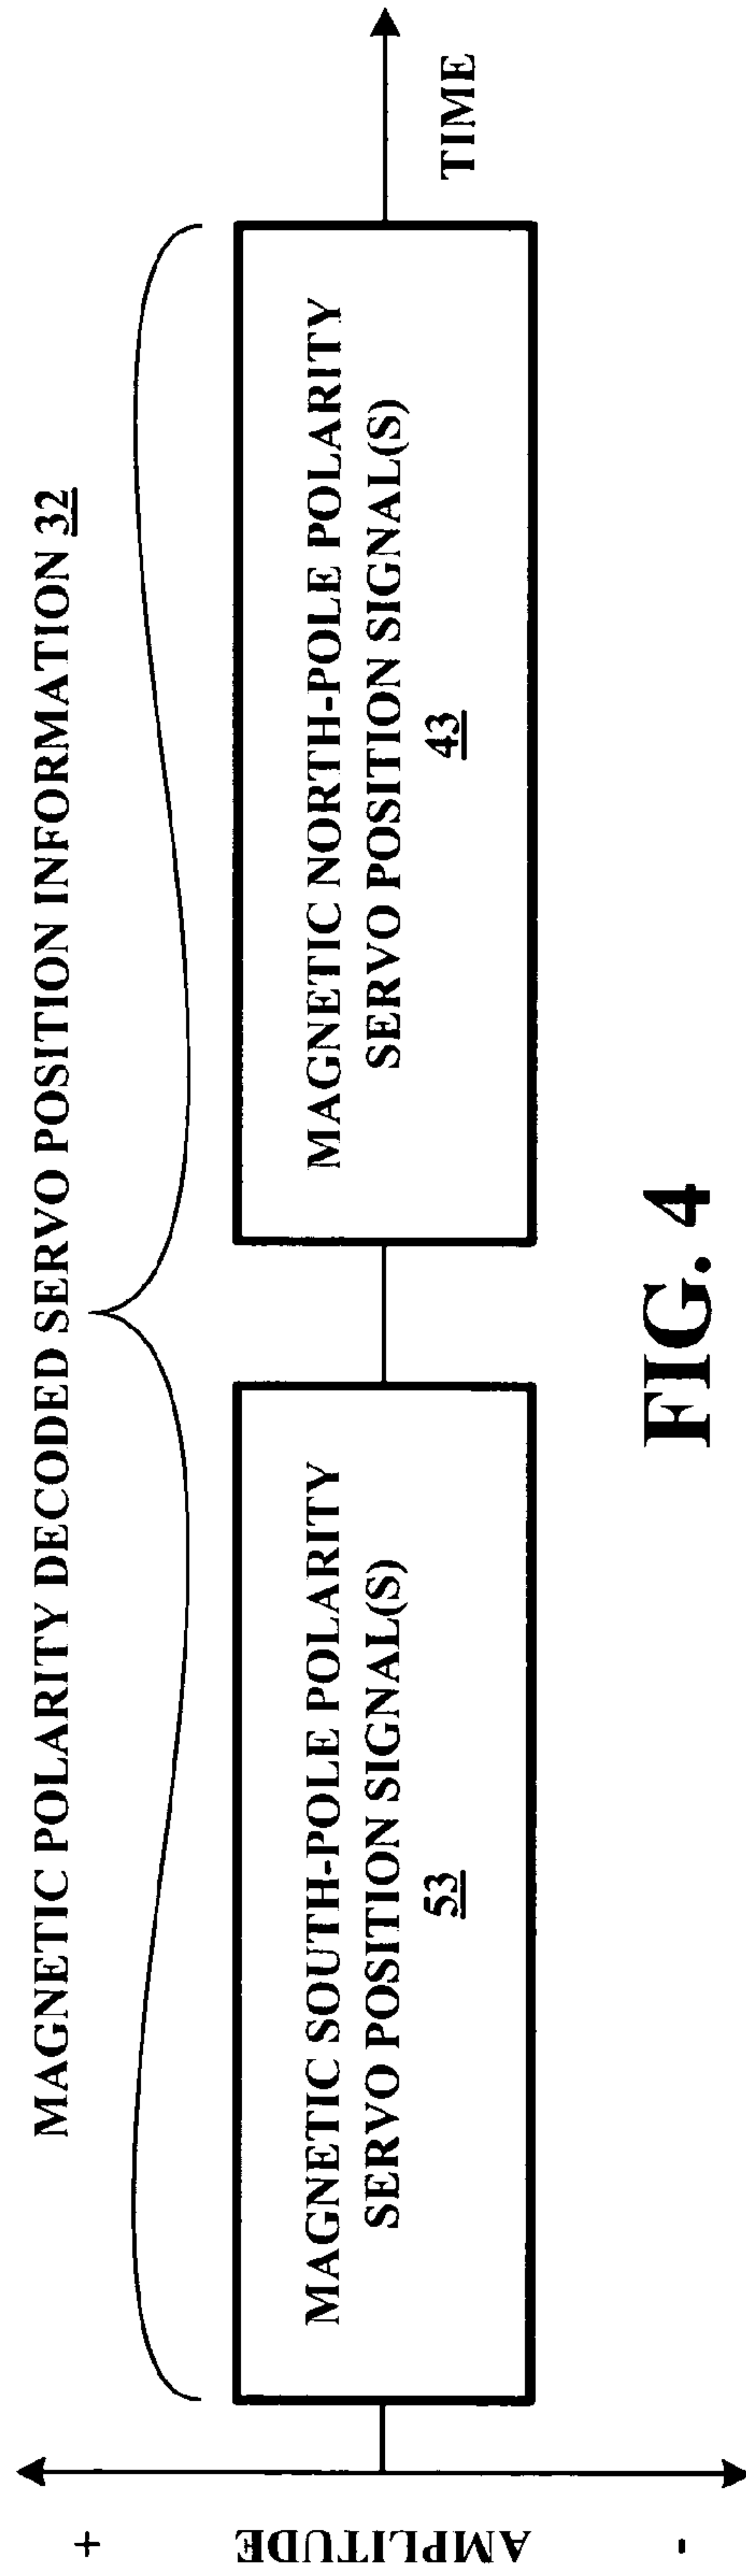 MAGNETIC POLARITY DECODED SERVO POSITION INFORMATION 32
+
AMPLITUDE
-
MAGNETIC SOUTH-POLE POLARITY
SERVO POSITION SIGNAL(S)
53
MAGNETIC NORTH-POLE POLARITY
SERVO POSITION SIGNAL(S)
43
TIME
FIG. 4